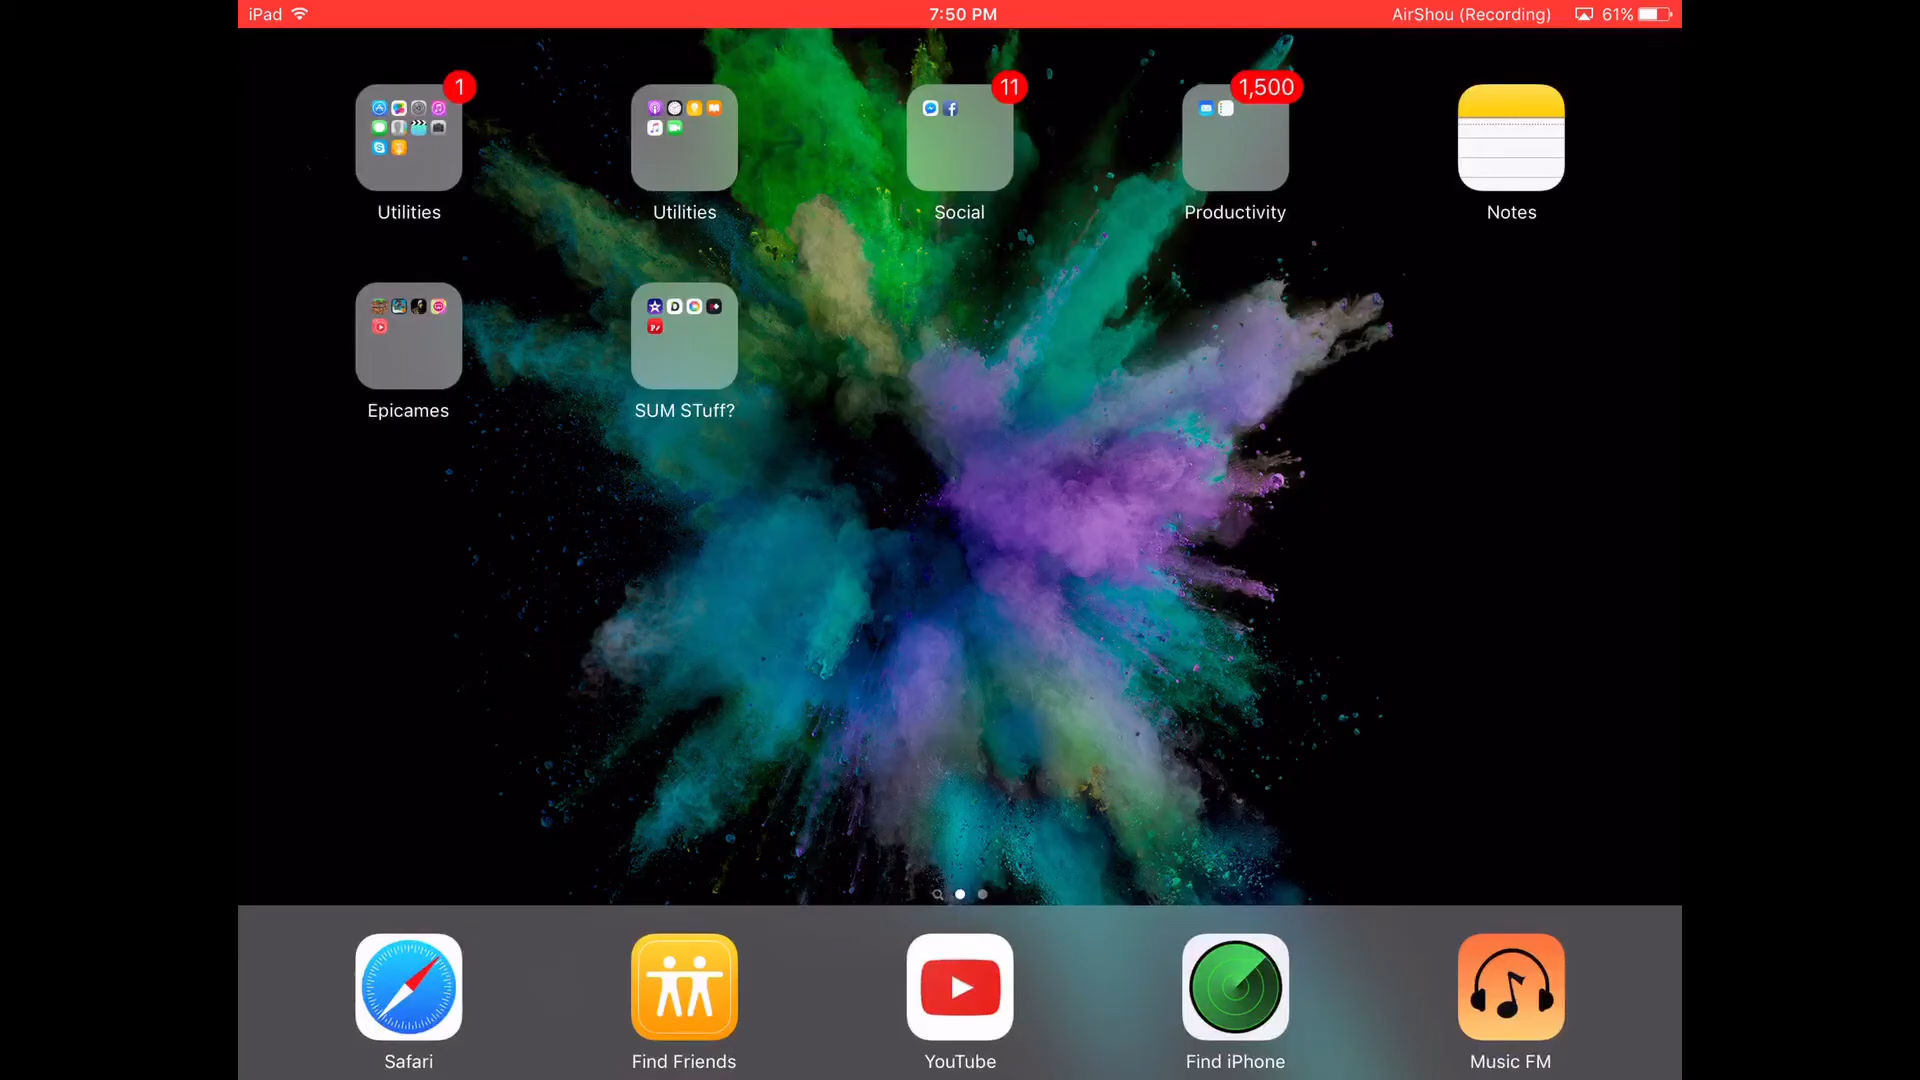 iPad
7:50 PM
AirShou (Recording)
61%
1
11
1,500
Utilities
Utilities
Social
Productivity
Notes
Epicames
SUM STuff?
Safari
Find Friends
YouTube
Find iPhone
Music FM